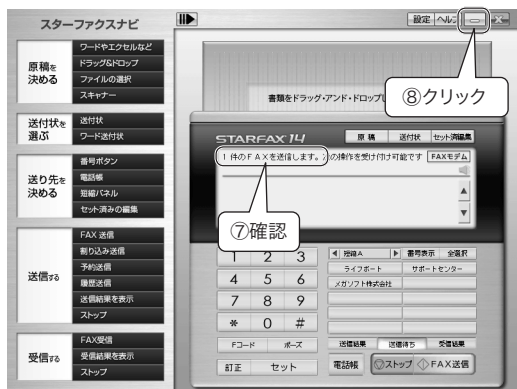 スターファクスナビ
設定
ヘルプ
原稿を
決める
ワードやエクセルなど
ドラッグ&ドロップ
ファイルの選択
スキャナー
送付状を
選ぶ
送付状
ワード送付状
送り先を
決める
番号ボタン
電話帳
短縮パネル
セット済みの編集
送信する
FAX 送信
割り込み送信
予約送信
履歴送信
送信結果を表示
ストップ
受信する
FAX受信
受信結果を表示
ストップ
書類をドラッグ・アンド・ドロップし
⑧クリック
STARFAX 14
原 稿
送付状
セット済編集
1 件のＦＡＸを送信します。次の操作を受け付け可能です
FAXモデム
⑦確認
1 2 3
4 5 6
7 8 9
* 0 #
Fコード
ポーズ
訂正
セット
短縮A
番号表示
全選択
ライフボート
サポートセンター
メガソフト株式会社
送信結果
送信待ち
受信結果
電話帳
ストップ
FAX送信